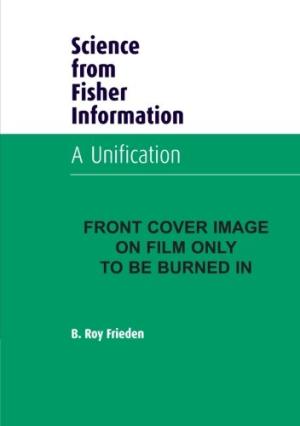 Science
from
Fisher
Information
A Unification
FRONT COVER IMAGE
ON FILM ONLY
TO BE BURNED IN
B. Roy Frieden